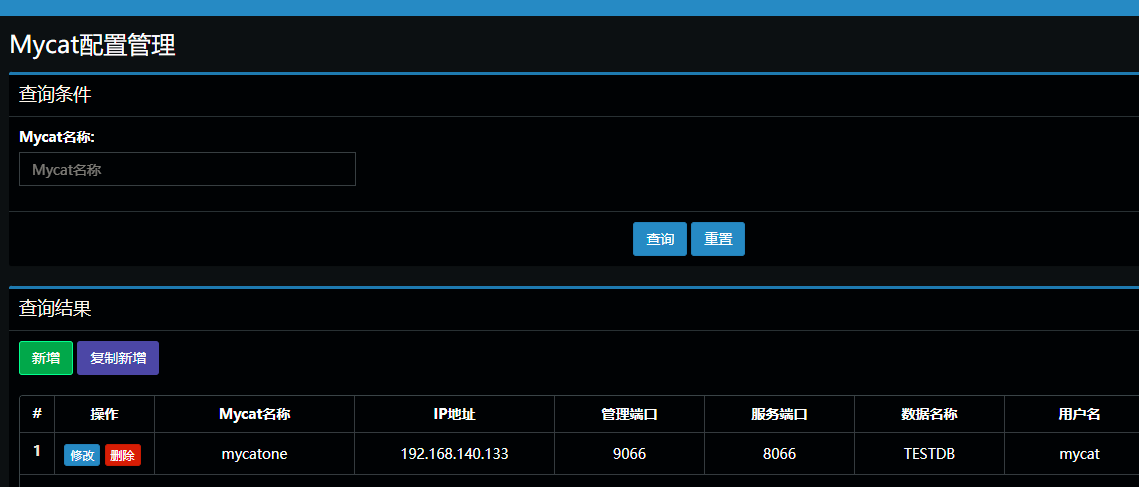 Mycat配置管理
查询条件
Mycat名称:
Mycat名称
查询 重置
查询结果
新增 复制新增
# 操作 Mycat名称 IP地址 管理端口 服务端口 数据名称 用户名
1 修改 删除 mycatone 192.168.140.133 9066 8066 TESTDB mycat